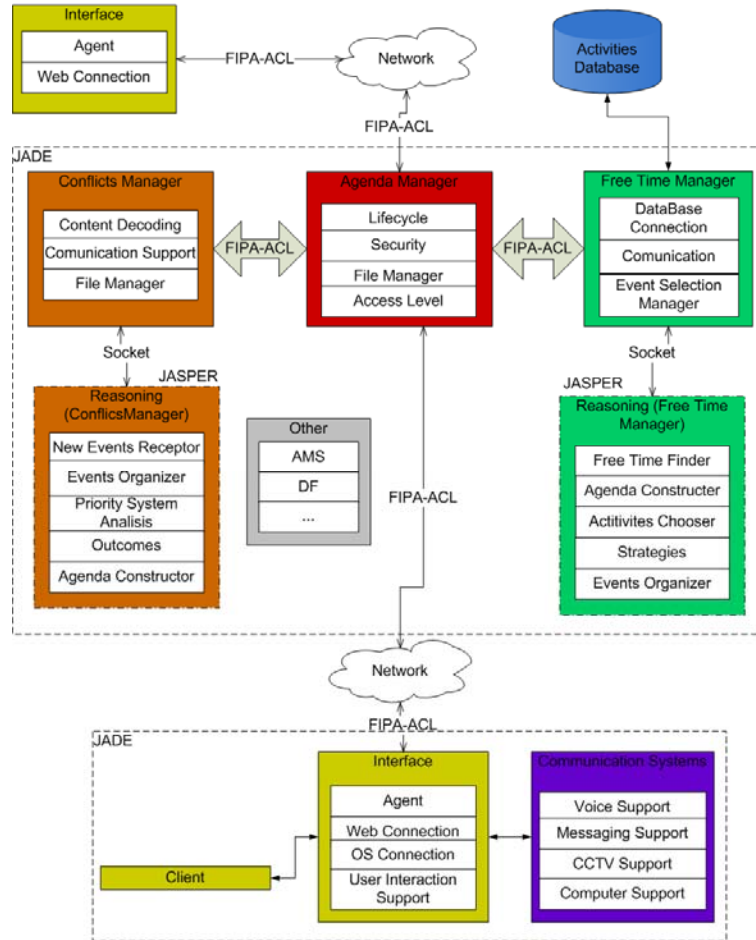 Interface
Agent
Web Connection
FIPA-ACL
Network
Activities
Database
FIPA-ACL
JADE
Conflicts Manager
Content Decoding
Comunication Support
File Manager
FIPA-ACL
Agenda Manager
Lifecycle
Security
File Manager
Access Level
FIPA-ACL
Free Time Manager
DataBase
Connection
Comunication
Event Selection
Manager
Socket
JASPER
Reasoning
(ConflicsManager)
New Events Receptor
Events Organizer
Priority System
Analisis
Outcomes
Agenda Constructor
Other
AMS
DF
...
FIPA-ACL
Socket
JASPER
Reasoning (Free Time
Manager)
Free Time Finder
Agenda Constructer
Actitivites Chooser
Strategies
Events Organizer
Network
FIPA-ACL
JADE
Client
Interface
Agent
Web Connection
OS Connection
User Interaction
Support
Communication Systems
Voice Support
Messaging Support
CCTV Support
Computer Support